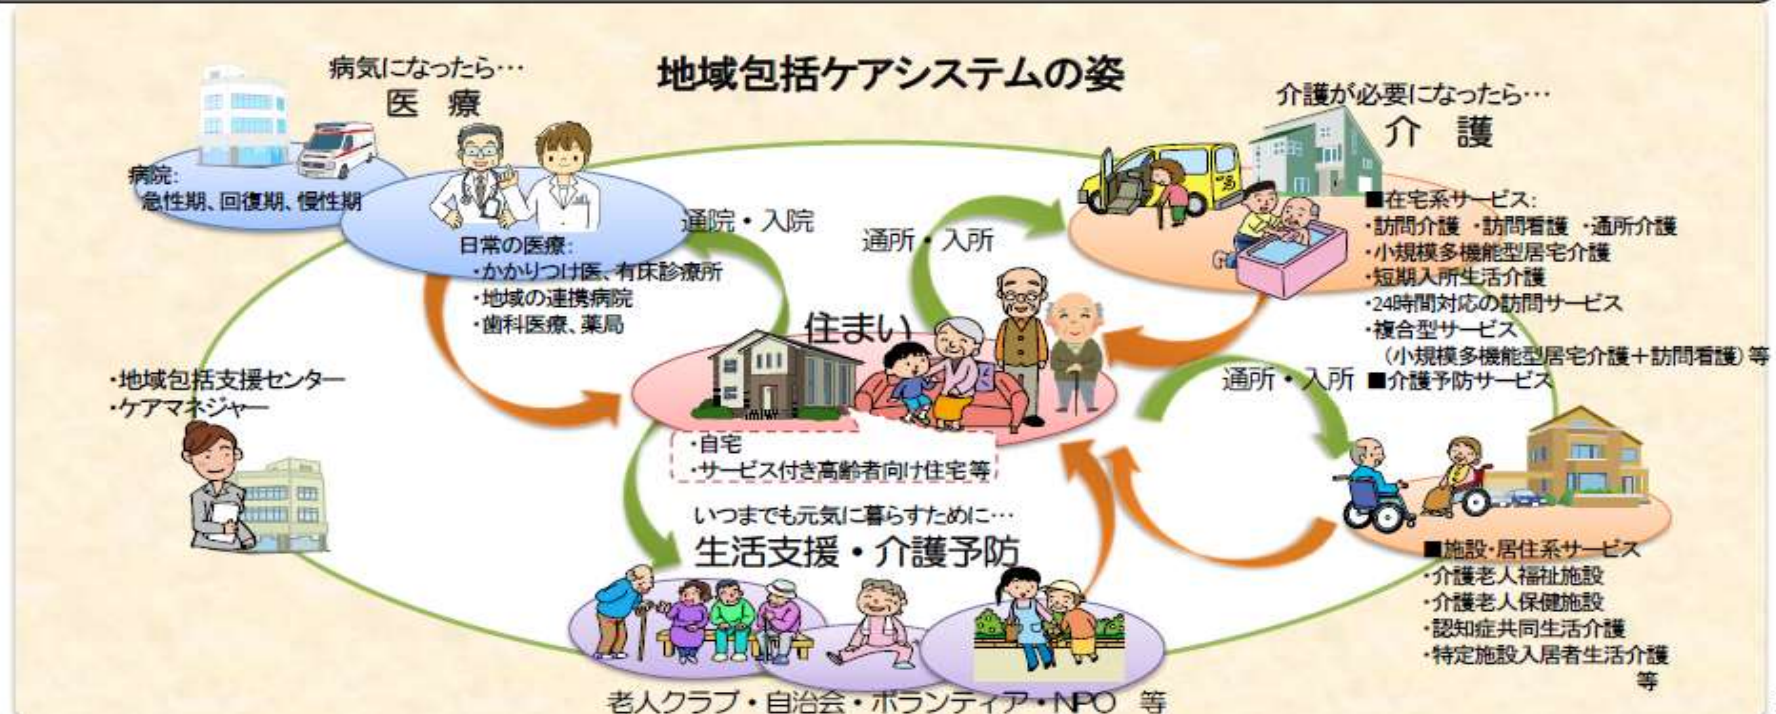 地域包括ケアシステムの姿
病気になったら…
医 療
病院:
急性期、回復期、慢性期
日常の医療:
・かかりつけ医、有床診療所
・地域の連携病院
・歯科医療、薬局
通院・入院
通所・入所
介護が必要になったら…
介 護
■在宅系サービス:
・訪問介護 ・訪問看護 ・通所介護
・小規模多機能型居宅介護
・短期入所生活介護
・24時間対応の訪問サービス
・複合型サービス
(小規模多機能型居宅介護+訪問看護)等
■介護予防サービス
通所・入所
住まい
・自宅
・サービス付き高齢者向け住宅等
・地域包括支援センター
・ケアマネジャー
いつまでも元気に暮らすために…
生活支援・介護予防
老人クラブ・自治会・ボランティア・NPO 等
■施設・居住系サービス
・介護老人福祉施設
・介護老人保健施設
・認知症共同生活介護
・特定施設入居者生活介護
等